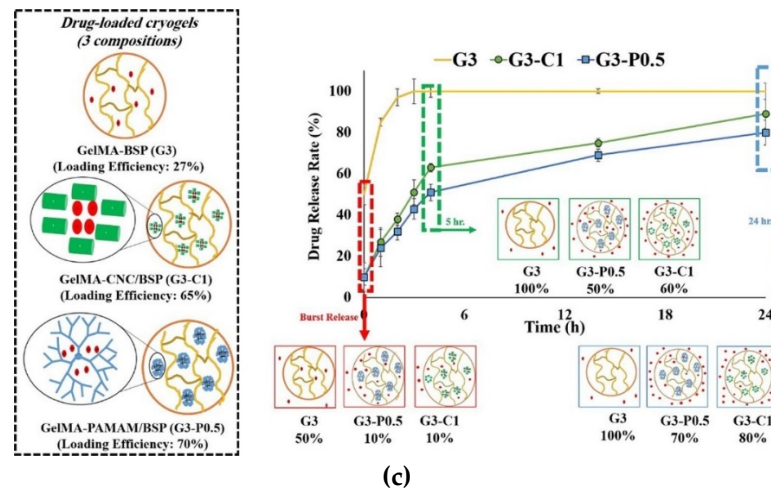 Drug-loaded cryogels
(3 compositions)
GelMA-BSP (G3)
(Loading Efficiency: 27%)
GelMA-CNC/BSP (G3-C1)
(Loading Efficiency: 65%)
GelMA-PAMAM/BSP (G3-P0.5)
(Loading Efficiency: 70%)
G3 G3-C1 G3-P0.5
Drug Release Rate (%)
100
80
60
40
20
0
5 hr.
24 hr.
G3 G3-P0.5 G3-C1
100% 50% 60%
Burst Release
0 6 12 18 24
Time (h)
G3 G3-P0.5 G3-C1
50% 10% 10%
G3 G3-P0.5 G3-C1
100% 70% 80%
(c)